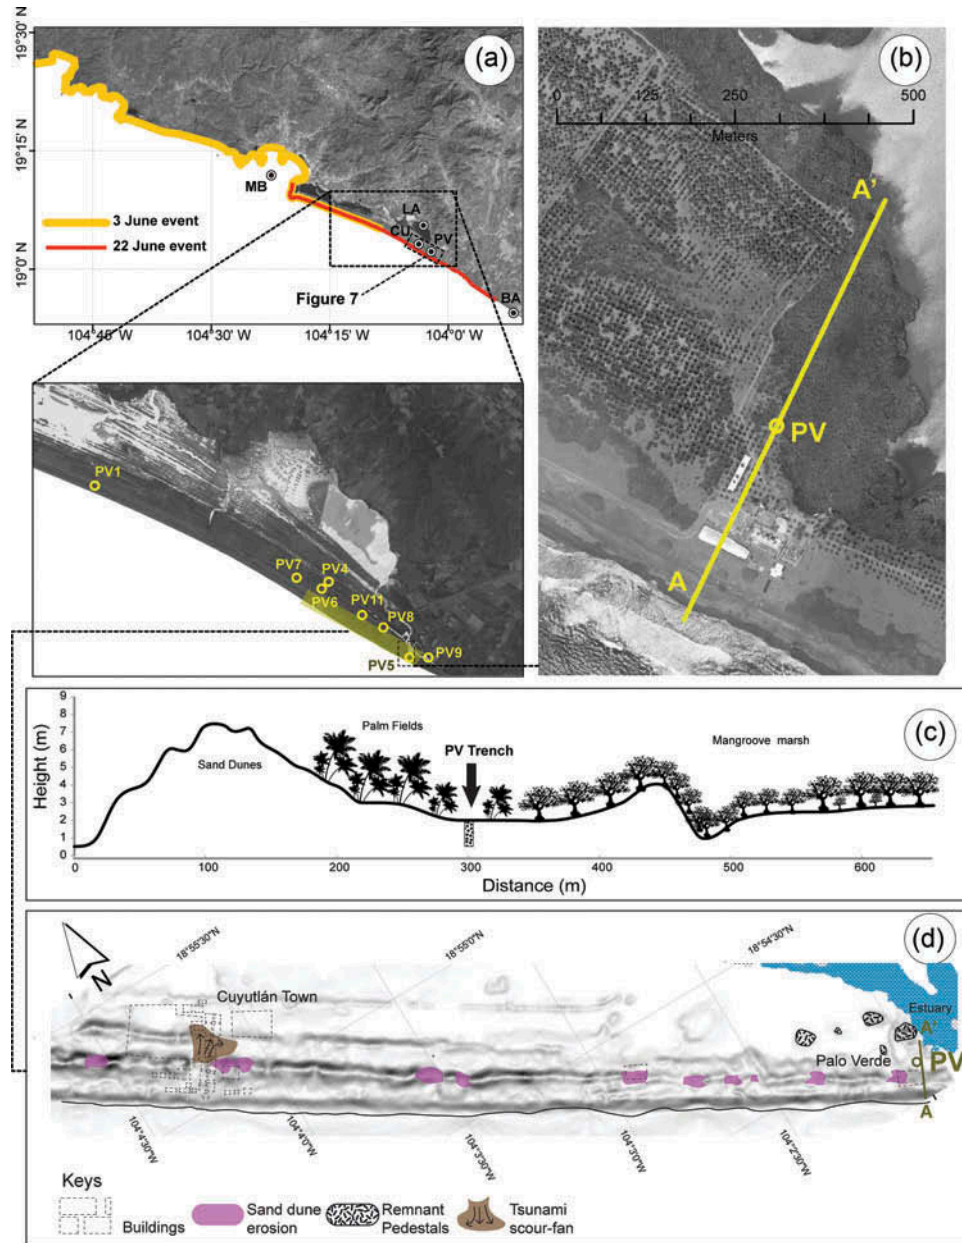 (a)
19°30' N
19°15' N
19°0' N
MB
LA
CU
PV
BA
3 June event
22 June event
Figure 7
104°45' W
104°30' W
104°15' W
104°0' W
(b)
0
125
250
500
Meters
A'
PV
A
PV1
PV7
PV4
PV6
PV11
PV8
PV5
PV9
(c)
Height (m)
9
8
7
6
5
4
3
2
1
0
Sand Dunes
Palm Fields
PV Trench
Mangroove marsh
0
100
200
300
400
500
600
Distance (m)
(d)
N
18°55'30"N
18°55'0"N
18°54'30"N
Cuyutlán Town
Estuary
A'
Palo Verde
PV
A
104°4'30"W
104°4'0"W
104°3'30"W
104°3'0"W
104°2'30"W
Keys
Buildings
Sand dune
erosion
Remnant
Pedestals
Tsunami
scour-fan